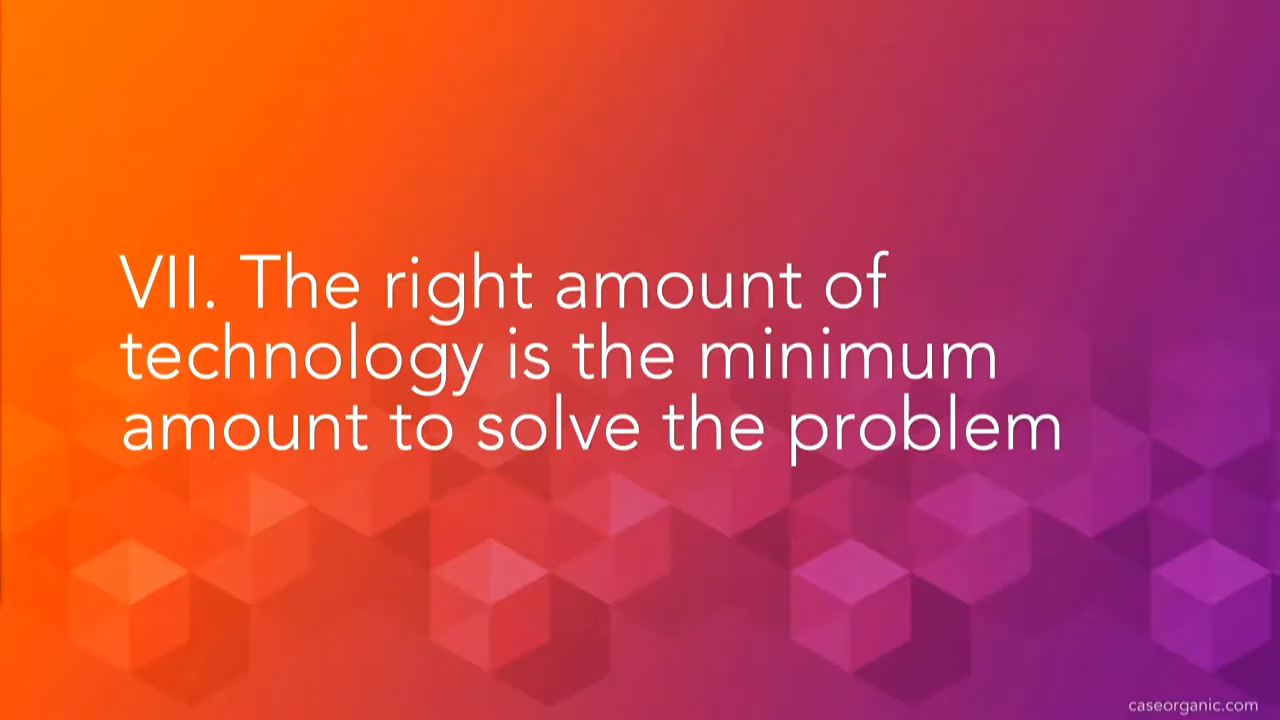 VII. The right amount of
technology is the minimum
amount to solve the problem
caseorganic.com